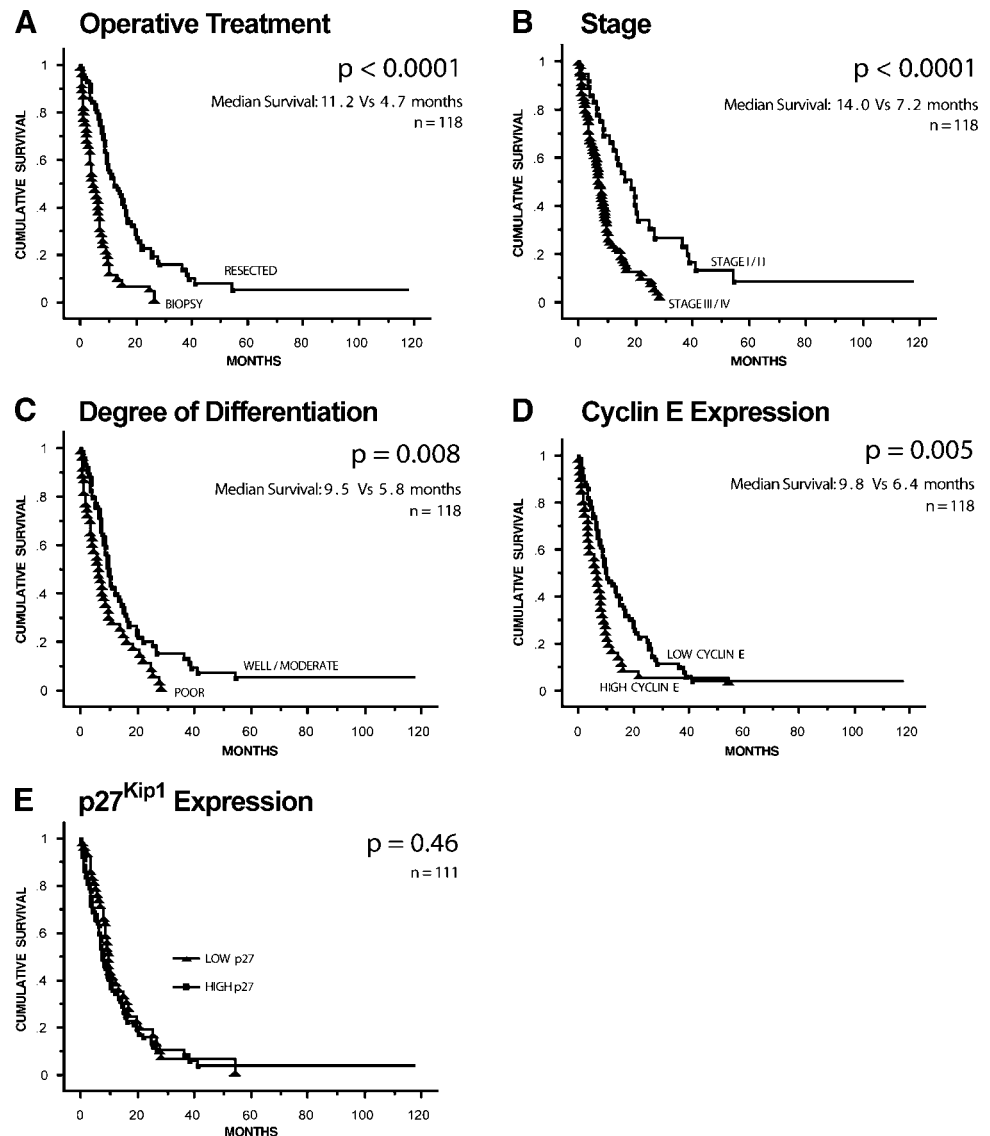 A Operative Treatment
p < 0.0001
Median Survival: 11.2 Vs 4.7 months
n = 118
CUMULATIVE SURVIVAL
1
.8
.6
.4
.2
0
RESECTED
BIOPSY
0 20 40 60 80 100 120
MONTHS
B Stage
p < 0.0001
Median Survival: 14.0 Vs 7.2 months
n = 118
CUMULATIVE SURVIVAL
1
.8
.6
.4
.2
0
STAGE I / II
STAGE III / IV
0 20 40 60 80 100 120
MONTHS
C Degree of Differentiation
p = 0.008
Median Survival: 9.5 Vs 5.8 months
n = 118
CUMULATIVE SURVIVAL
1
.8
.6
.4
.2
0
WELL / MODERATE
POOR
0 20 40 60 80 100 120
MONTHS
D Cyclin E Expression
p = 0.005
Median Survival: 9.8 Vs 6.4 months
n = 118
CUMULATIVE SURVIVAL
1
.8
.6
.4
.2
0
LOW CYCLIN E
HIGH CYCLIN E
0 20 40 60 80 100 120
MONTHS
E p27^Kip1 Expression
p = 0.46
n = 111
CUMULATIVE SURVIVAL
1
.8
.6
.4
.2
0
LOW p27
HIGH p27
0 20 40 60 80 100 120
MONTHS